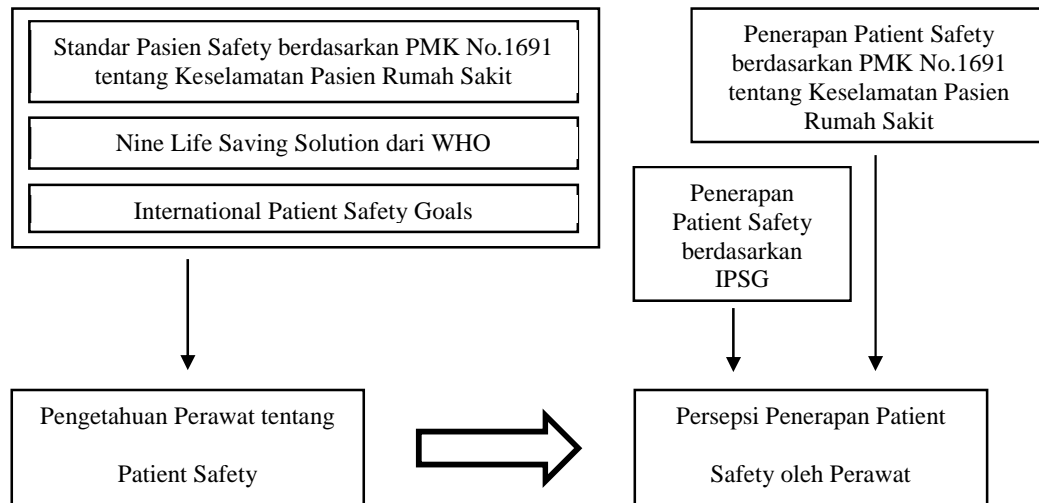 Standar Pasien Safety berdasarkan PMK No.1691
tentang Keselamatan Pasien Rumah Sakit
Nine Life Saving Solution dari WHO
International Patient Safety Goals
Penerapan Patient Safety
berdasarkan PMK No.1691
tentang Keselamatan Pasien
Rumah Sakit
Penerapan
Patient Safety
berdasarkan
IPSG
Pengetahuan Perawat tentang
Patient Safety
Persepsi Penerapan Patient
Safety oleh Perawat